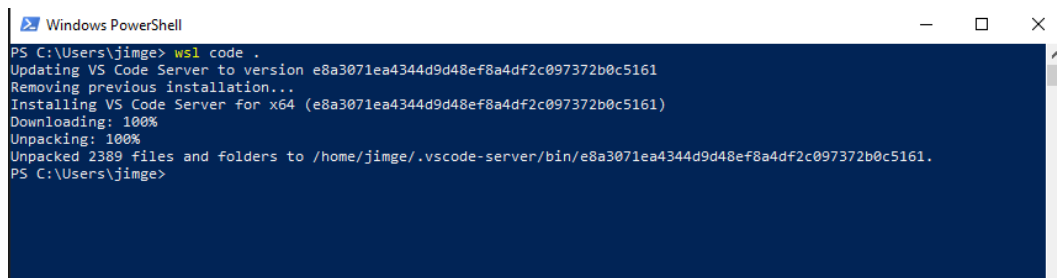 Windows PowerShell
PS C:\Users\jimge> wsl code .
Updating VS Code Server to version e8a3071ea4344d9d48ef8a4df2c097372b0c5161
Removing previous installation...
Installing VS Code Server for x64 (e8a3071ea4344d9d48ef8a4df2c097372b0c5161)
Downloading: 100%
Unpacking: 100%
Unpacked 2389 files and folders to /home/jimge/.vscode-server/bin/e8a3071ea4344d9d48ef8a4df2c097372b0c5161.
PS C:\Users\jimge>